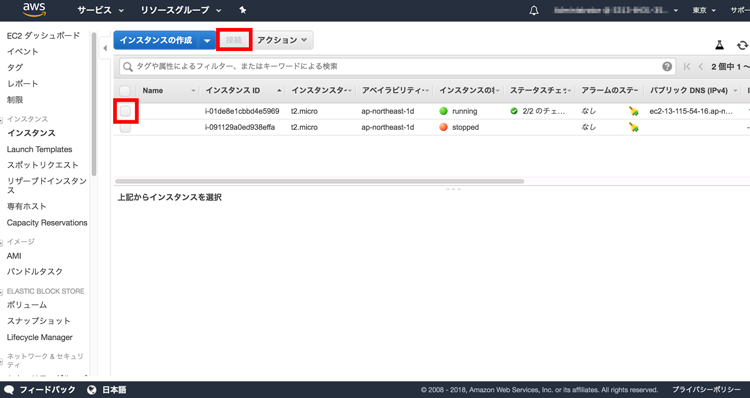 aws サービス リソースグループ 東京 サポー
EC2 ダッシュボード
イベント
タグ
レポート
制限
インスタンス
インスタンス
Launch Templates
スポットリクエスト
リザーブドインスタン
ス
専有ホスト
Capacity Reservations
イメージ
AMI
バンドルタスク
ELASTIC BLOCK STORE
ボリューム
スナップショット
Lifecycle Manager
ネットワーク & セキュリ
ティ
インスタンスの作成 接続 アクション
タグや属性によるフィルター、またはキーワードによる検索 2 個中 1 〜
Name インスタンス ID インスタンスタ アベイラビリティ インスタンスの ステータスチェッ アラームのステー パブリック DNS (IPv4)
i-01de8e1cbbd4e5969 t2.micro ap-northeast-1d running 2/2 のチェ... なし ec2-13-115-54-16.ap-n...
i-091129a0ed938effa t2.micro ap-northeast-1d stopped なし
上記からインスタンスを選択
フィードバック 日本語 © 2008 - 2018, Amazon Web Services, Inc. or its affiliates. All rights reserved. プライバシーポリシー